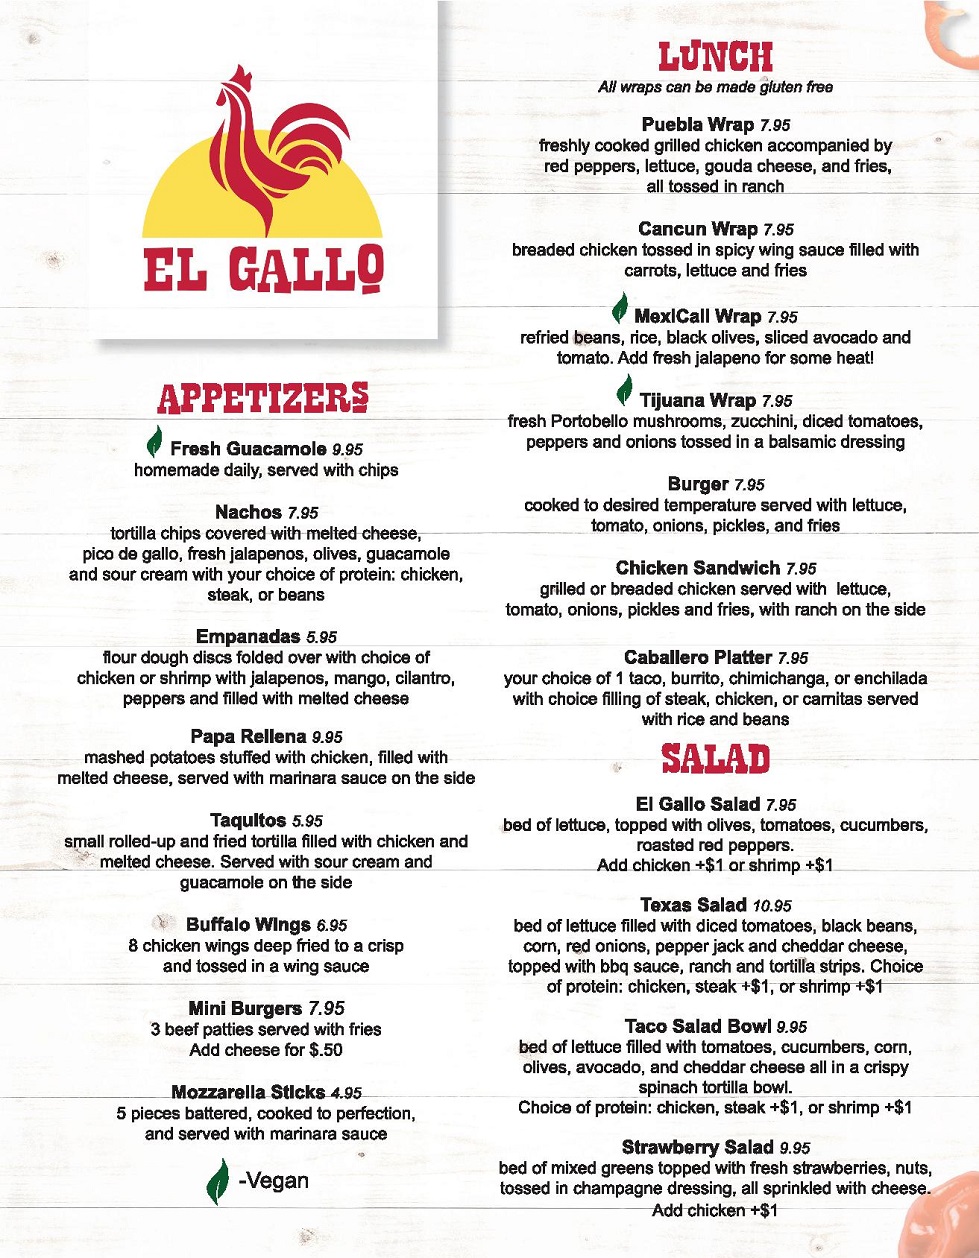 EL GALLO
APPETIZERS
Fresh Guacamole 9.95
homemade daily, served with chips
Nachos 7.95
tortilla chips covered with melted cheese,
pico de gallo, fresh jalapenos, olives, guacamole
and sour cream with your choice of protein: chicken,
steak, or beans
Empanadas 5.95
flour dough discs folded over with choice of
chicken or shrimp with jalapenos, mango, cilantro,
peppers and filled with melted cheese
Papa Rellena 9.95
mashed potatoes stuffed with chicken, filled with
melted cheese, served with marinara sauce on the side
Taquitos 5.95
small rolled-up and fried tortilla filled with chicken and
melted cheese. Served with sour cream and
guacamole on the side
Buffalo Wings 6.95
8 chicken wings deep fried to a crisp
and tossed in a wing sauce
Mini Burgers 7.95
3 beef patties served with fries
Add cheese for $.50
Mozzarella Sticks 4.95
5 pieces battered, cooked to perfection,
and served with marinara sauce
-Vegan
LUNCH
All wraps can be made gluten free
Puebla Wrap 7.95
freshly cooked grilled chicken accompanied by
red peppers, lettuce, gouda cheese, and fries,
all tossed in ranch
Cancun Wrap 7.95
breaded chicken tossed in spicy wing sauce filled with
carrots, lettuce and fries
MexiCali Wrap 7.95
refried beans, rice, black olives, sliced avocado and
tomato. Add fresh jalapeno for some heat!
Tijuana Wrap 7.95
fresh Portobello mushrooms, zucchini, diced tomatoes,
peppers and onions tossed in a balsamic dressing
Burger 7.95
cooked to desired temperature served with lettuce,
tomato, onions, pickles, and fries
Chicken Sandwich 7.95
grilled or breaded chicken served with lettuce,
tomato, onions, pickles and fries, with ranch on the side
Caballero Platter 7.95
your choice of 1 taco, burrito, chimichanga, or enchilada
with choice filling of steak, chicken, or carnitas served
with rice and beans
SALAD
El Gallo Salad 7.95
bed of lettuce, topped with olives, tomatoes, cucumbers,
roasted red peppers.
Add chicken +$1 or shrimp +$1
Texas Salad 10.95
bed of lettuce filled with diced tomatoes, black beans,
corn, red onions, pepper jack and cheddar cheese,
topped with bbq sauce, ranch and tortilla strips. Choice
of protein: chicken, steak +$1, or shrimp +$1
Taco Salad Bowl 9.95
bed of lettuce filled with tomatoes, cucumbers, corn,
olives, avocado, and cheddar cheese all in a crispy
spinach tortilla bowl.
Choice of protein: chicken, steak +$1, or shrimp +$1
Strawberry Salad 9.95
bed of mixed greens topped with fresh strawberries, nuts,
tossed in champagne dressing, all sprinkled with cheese.
Add chicken +$1